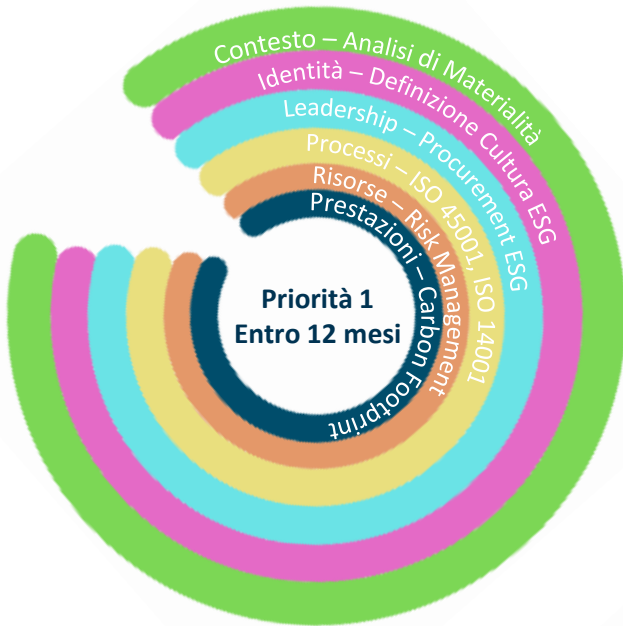 Contesto – Analisi di Materialità
Identità – Definizione Cultura ESG
Leadership – Procurement ESG
Processi – ISO 45001, ISO 14001
Risorse – Risk Management
Prestazioni – Carbon Footprint
Priorità 1
Entro 12 mesi